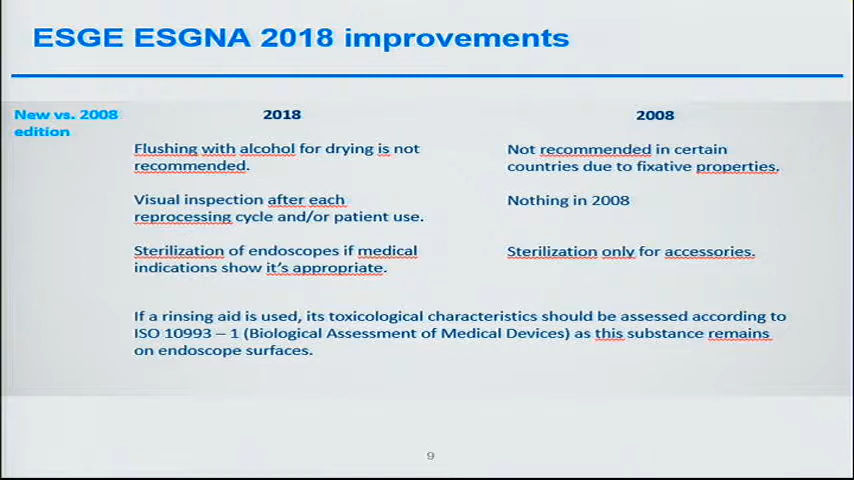 ESGE ESGNA 2018 improvements
New vs. 2008
edition
2018
2008
Flushing with alcohol for drying is not
recommended.
Not recommended in certain
countries due to fixative properties.
Visual inspection after each
reprocessing cycle and/or patient use.
Nothing in 2008
Sterilization of endoscopes if medical
indications show it's appropriate.
Sterilization only for accessories.
If a rinsing aid is used, its toxicological characteristics should be assessed according to
ISO 10993 – 1 (Biological Assessment of Medical Devices) as this substance remains
on endoscope surfaces.
9